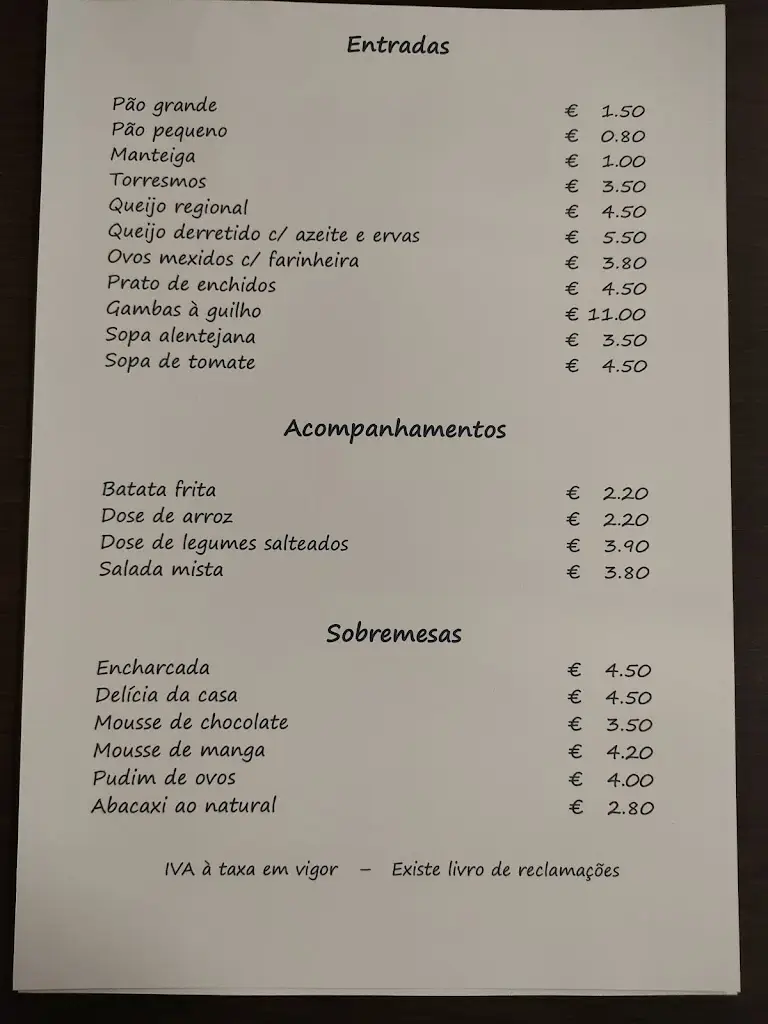 Entradas
Pão grande € 1.50
Pão pequeno € 0.80
Manteiga € 1.00
Torresmos € 3.50
Queijo regional € 4.50
Queijo derretido c/ azeite e ervas € 5.50
Ovos mexidos c/ farinheira € 3.80
Prato de enchidos € 4.50
Gambas à guilho € 11.00
Sopa alentejana € 3.50
Sopa de tomate € 4.50
Acompanhamentos
Batata frita € 2.20
Dose de arroz € 2.20
Dose de legumes salteados € 3.90
Salada mista € 3.80
Sobremesas
Encharcada € 4.50
Delícia da casa € 4.50
Mousse de chocolate € 3.50
Mousse de manga € 4.20
Pudim de ovos € 4.00
Abacaxi ao natural € 2.80
IVA à taxa em vigor – Existe livro de reclamações